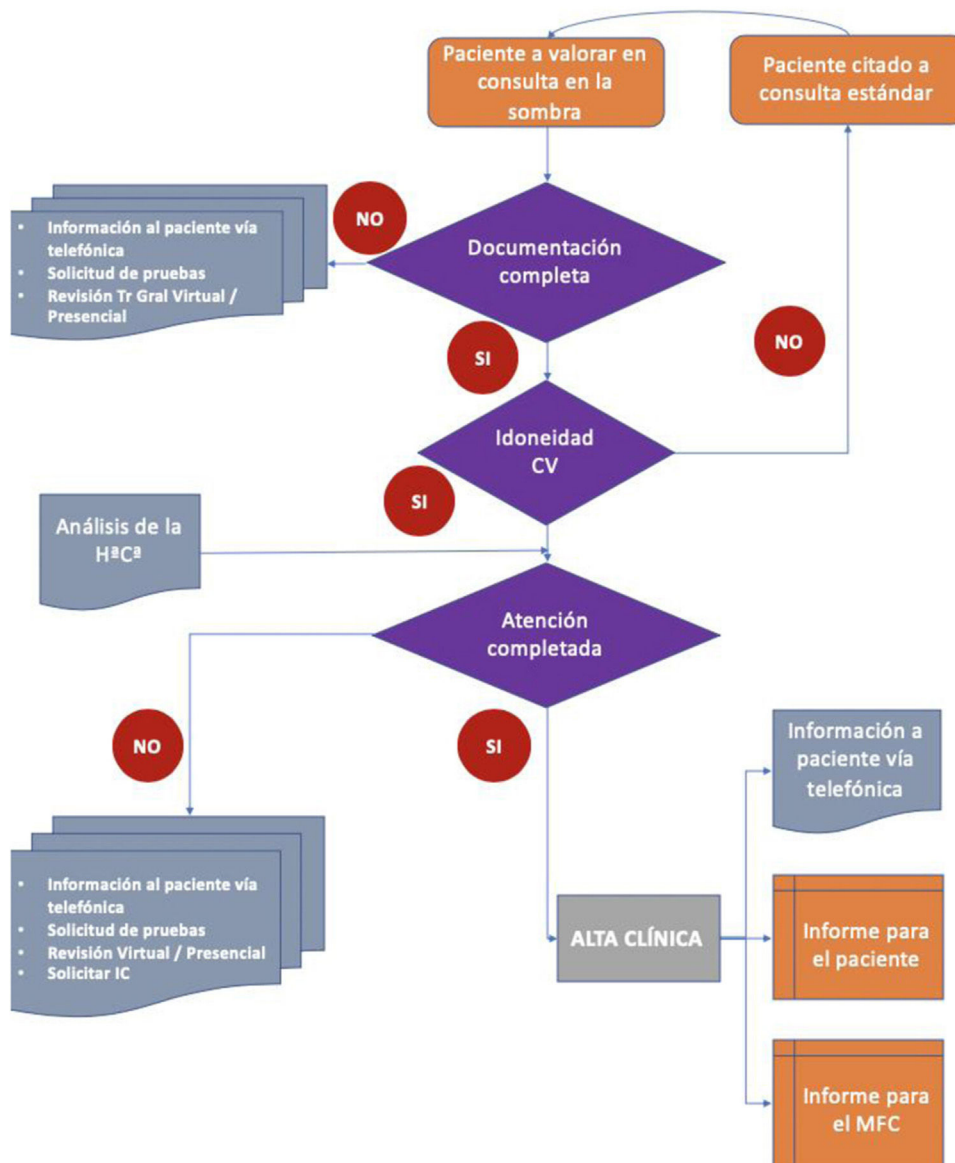 Paciente a valorar en
consulta en la
sombra
Paciente citado a
consulta estándar
NO
Documentación
completa
• Información al paciente vía
telefónica
• Solicitud de pruebas
• Revisión Tr Gral Virtual /
Presencial
SI
NO
Idoneidad
CV
SI
Análisis de la
HªCª
Atención
completada
NO
SI
Información a
paciente vía
telefónica
• Información al paciente vía
telefónica
• Solicitud de pruebas
• Revisión Virtual / Presencial
• Solicitar IC
ALTA CLÍNICA
Informe para
el paciente
Informe para
el MFC